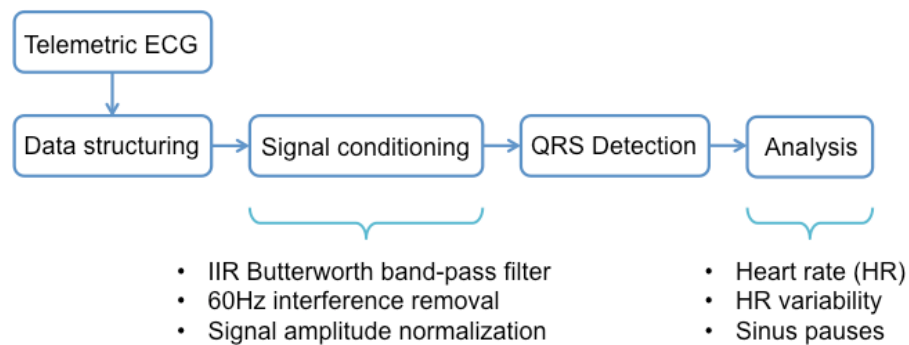 Telemetric ECG
Data structuring
Signal conditioning
QRS Detection
Analysis
• IIR Butterworth band-pass filter
• 60Hz interference removal
• Signal amplitude normalization
• Heart rate (HR)
• HR variability
• Sinus pauses